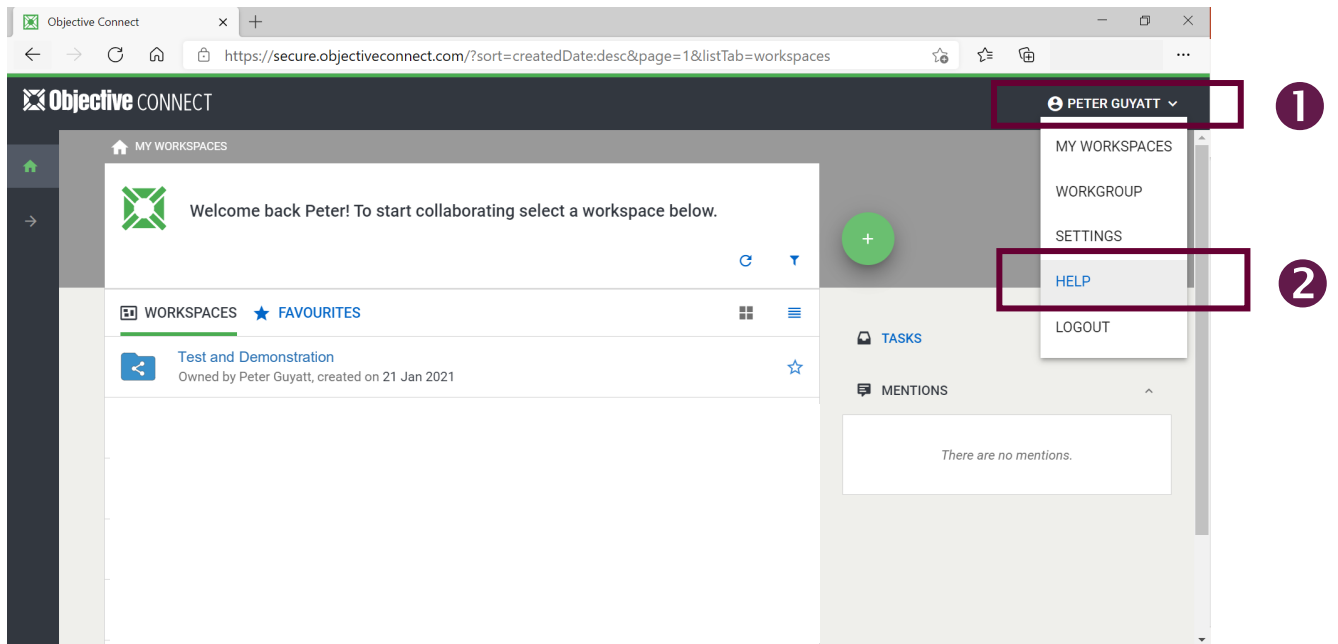 Objective Connect
https://secure.objectiveconnect.com/?sort=createdDate:desc&page=1&listTab=workspaces
Objective CONNECT
PETER GUYATT
1
MY WORKSPACES
MY WORKSPACES
WORKGROUP
SETTINGS
HELP
LOGOUT
2
Welcome back Peter! To start collaborating select a workspace below.
+
WORKSPACES
FAVOURITES
Test and Demonstration
Owned by Peter Guyatt, created on 21 Jan 2021
TASKS
MENTIONS
There are no mentions.